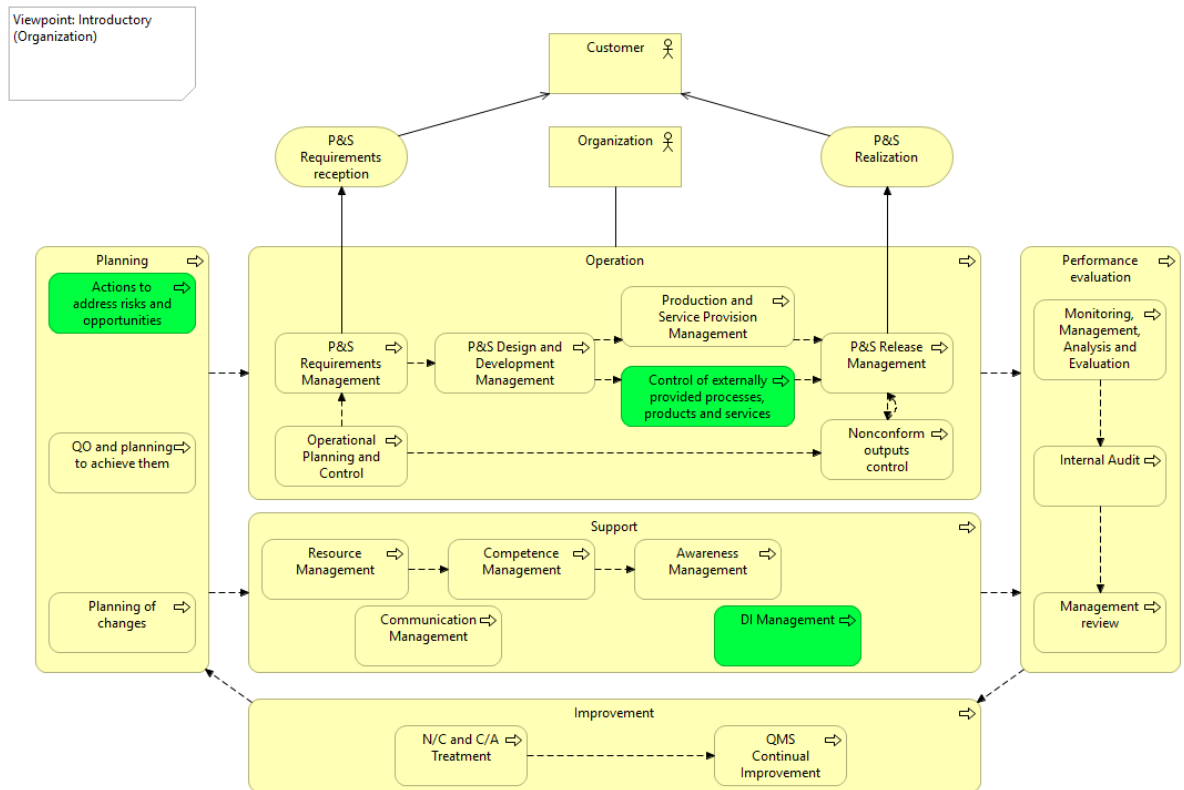 Viewpoint: Introductory
(Organization)
Customer
P&S
Requirements
reception
Organization
P&S
Realization
Planning
Actions to
address risks and
opportunities
QO and planning
to achieve them
Planning of
changes
Operation
P&S
Requirements
Management
P&S Design and
Development
Management
Production and
Service Provision
Management
Control of externally
provided processes,
products and services
P&S Release
Management
Operational
Planning and
Control
Nonconform
outputs
control
Support
Resource
Management
Competence
Management
Awareness
Management
Communication
Management
DI Management
Performance
evaluation
Monitoring,
Management,
Analysis and
Evaluation
Internal Audit
Management
review
Improvement
N/C and C/A
Treatment
QMS
Continual
Improvement